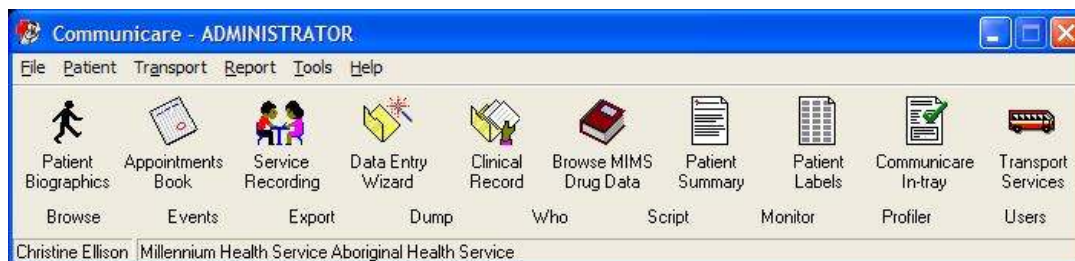 Communicare - ADMINISTRATOR
File Patient Transport Report Tools Help
Patient Appointments Service Data Entry Clinical Browse MIMS Patient Patient Communicare Transport
Biographics Book Recording Wizard Record Drug Data Summary Labels In-tray Services
Browse Events Export Dump Who Script Monitor Profiler Users
Christine Ellison Millennium Health Service Aboriginal Health Service